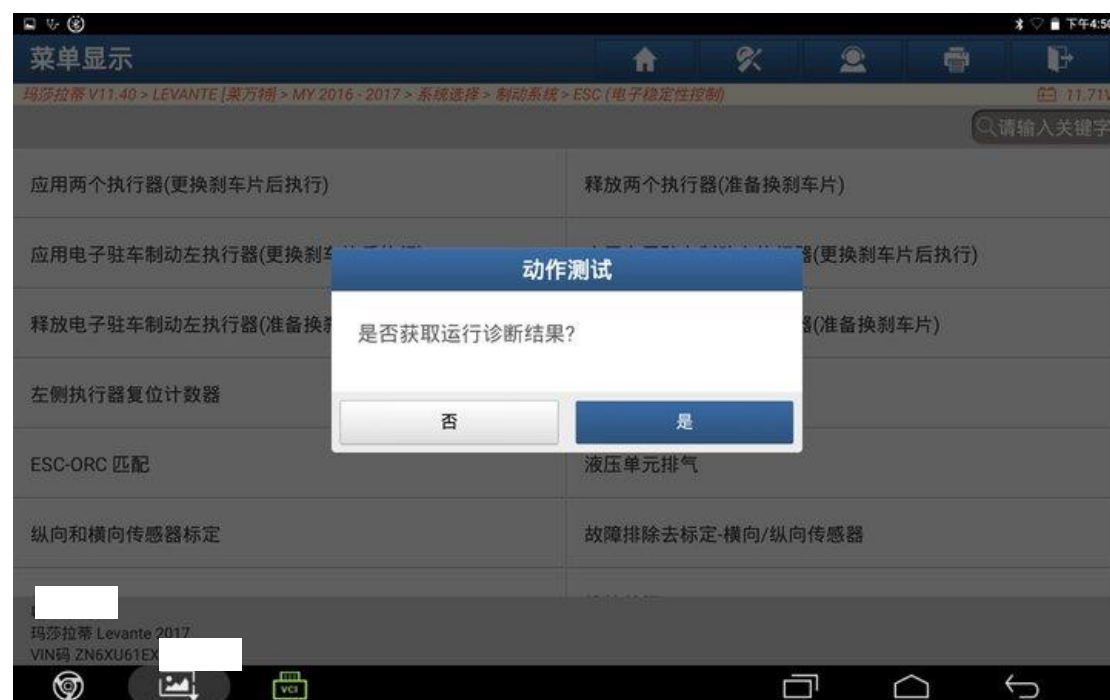 下午4:50
菜单显示
玛莎拉蒂 V11.40 > LEVANTE [莱万特] > MY 2016 - 2017 > 系统选择 > 制动系统 > ESC (电子稳定性控制)
11.71V
请输入关键字
应用两个执行器(更换刹车片后执行)
释放两个执行器(准备换刹车片)
应用电子驻车制动左执行器(更换刹车
(更换刹车片后执行)
动作测试
释放电子驻车制动左执行器(准备换刹
(准备换刹车片)
是否获取运行诊断结果?
左侧执行器复位计数器
否
是
ESC-ORC 匹配
液压单元排气
纵向和横向传感器标定
故障排除去标定-横向/纵向传感器
玛莎拉蒂 Levante 2017
VIN码 ZN6XU61EX
VCI